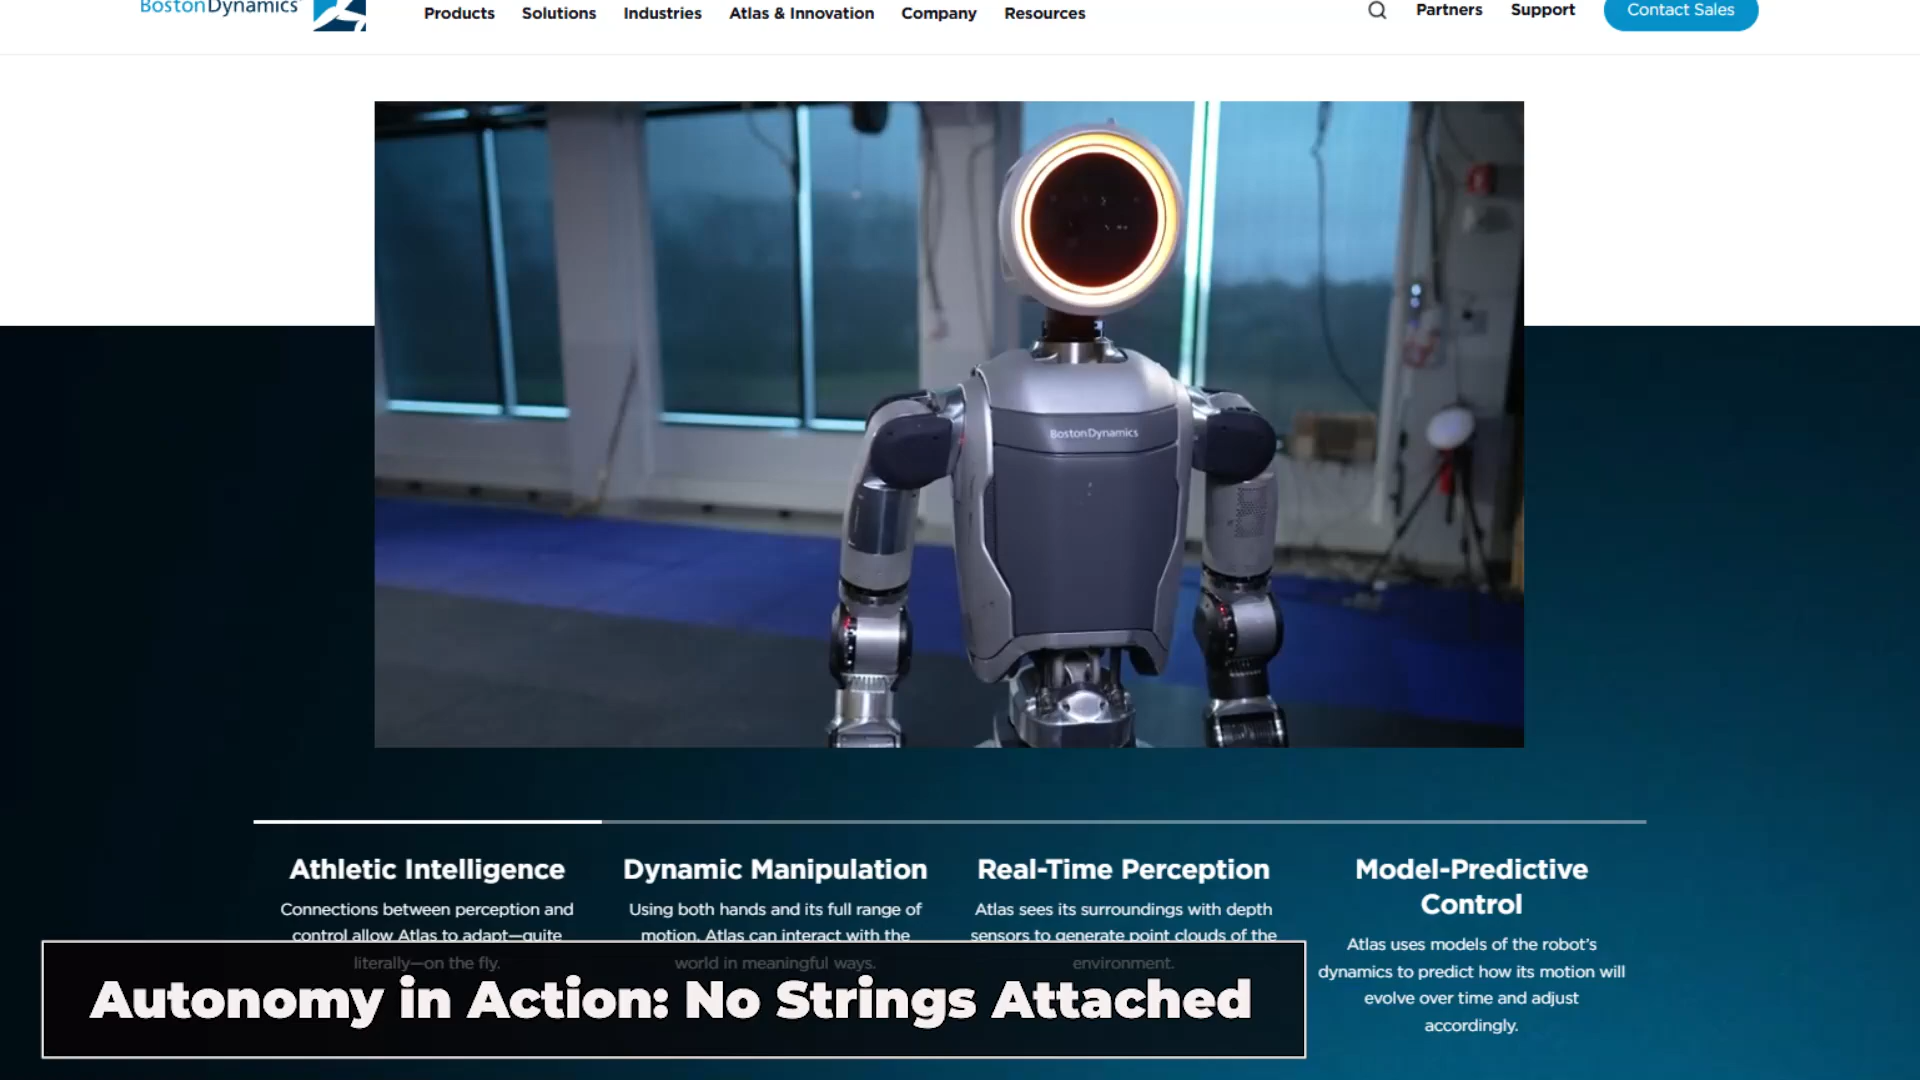 BostonDynamics
Products Solutions Industries Atlas & Innovation Company Resources
Partners Support Contact Sales
BostonDynamics
Athletic Intelligence
Connections between perception and
control allow Atlas to adapt—quite
literally—on the fly.
Dynamic Manipulation
Using both hands and its full range of
motion, Atlas can interact with the
world in meaningful ways.
Real-Time Perception
Atlas sees its surroundings with depth
sensors to generate point clouds of the
environment.
Model-Predictive
Control
Atlas uses models of the robot's
dynamics to predict how its motion will
evolve over time and adjust
accordingly.
Autonomy in Action: No Strings Attached